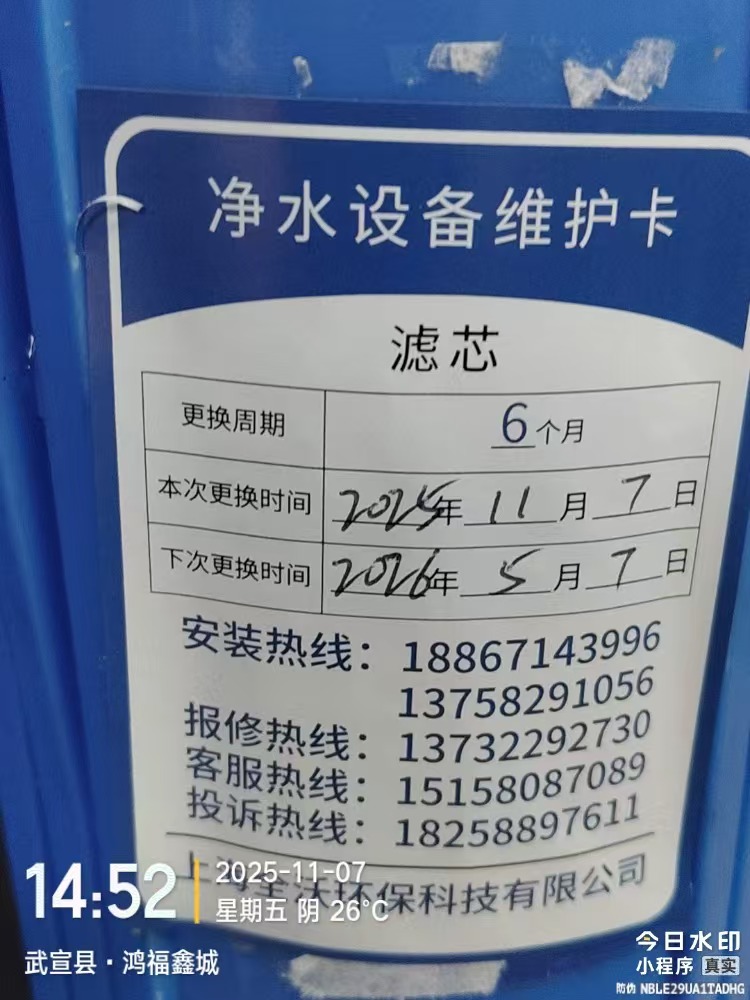 净水设备维护卡
滤芯
更换周期 6个月
本次更换时间 2025年11月7日
下次更换时间 2026年5月7日
安装热线：18867143996
13758291056
报修热线：13732292730
客服热线：15158087089
投诉热线：18258897611
环保科技有限公司
14:52
2025-11-07
星期五 阴 26°C
武宣县·鸿福鑫城
今日水印
小程序 真实
防伪 NBLE29UA1TADHG